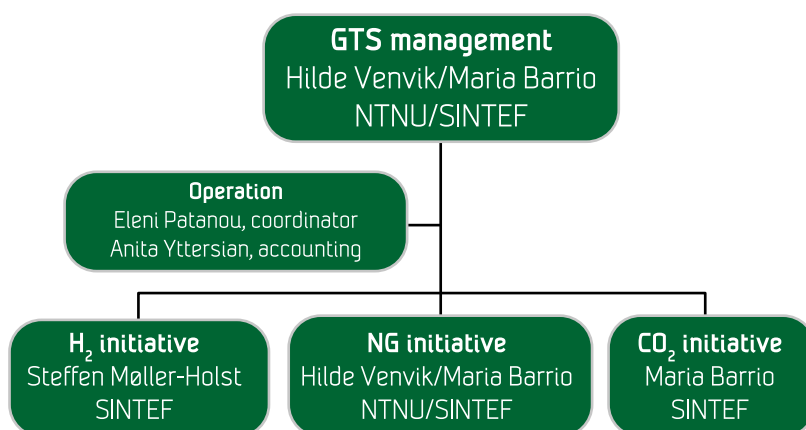 GTS management
Hilde Venvik/Maria Barrio
NTNU/SINTEF
Operation
Eleni Patanou, coordinator
Anita Yttersian, accounting
H₂ initiative
Steffen Møller-Holst
SINTEF
NG initiative
Hilde Venvik/Maria Barrio
NTNU/SINTEF
CO₂ initiative
Maria Barrio
SINTEF